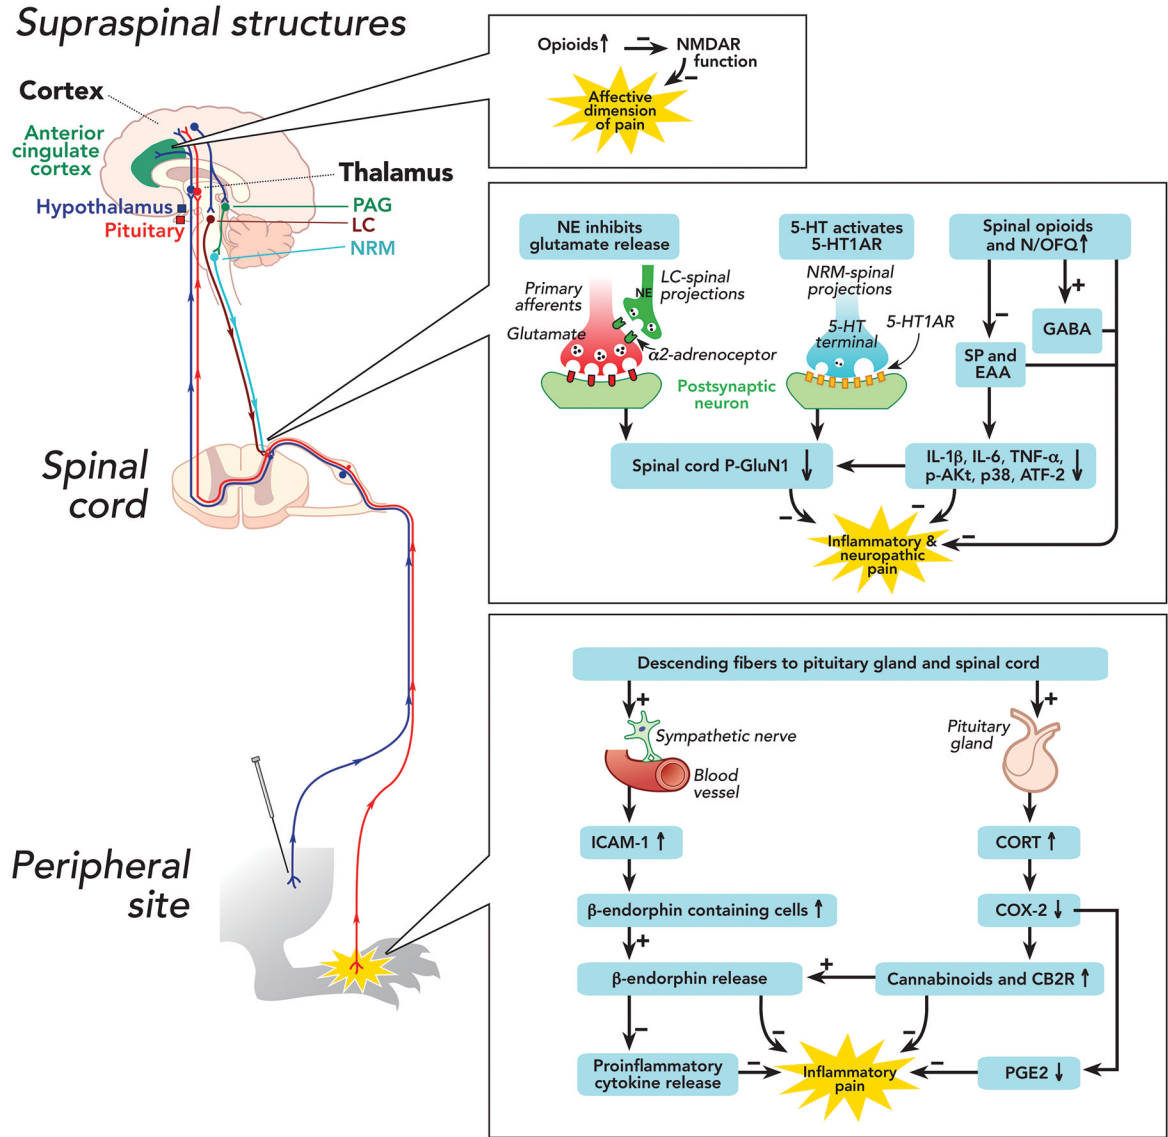 Supraspinal structures
Cortex
Anterior
cingulate
cortex
Thalamus
Hypothalamus
Pituitary
PAG
LC
NRM
Opioids↑
–
NMDAR
function
–
Affective
dimension
of pain
NE inhibits
glutamate release
5-HT activates
5-HT1AR
Spinal opioids
and N/OFQ↑
Primary
afferents
NE
LC-spinal
projections
NRM-spinal
projections
Glutamate
α2-adrenoceptor
5-HT
terminal
5-HT1AR
–
+
GABA
SP and
EAA
Postsynaptic
neuron
Spinal
cord
Spinal cord P-GluN1 ↓
IL-1β, IL-6, TNF-α,
p-AKt, p38, ATF-2 ↓
–
–
–
Inflammatory &
neuropathic
pain
Descending fibers to pituitary gland and spinal cord
+
+
Sympathetic nerve
Blood
vessel
Pituitary
gland
Peripheral
site
ICAM-1 ↑
CORT ↑
β-endorphin containing cells ↑
COX-2 ↓
+
+
β-endorphin release
Cannabinoids and CB2R ↑
–
–
–
Proinflammatory
cytokine release
–
Inflammatory
pain
–
PGE2 ↓